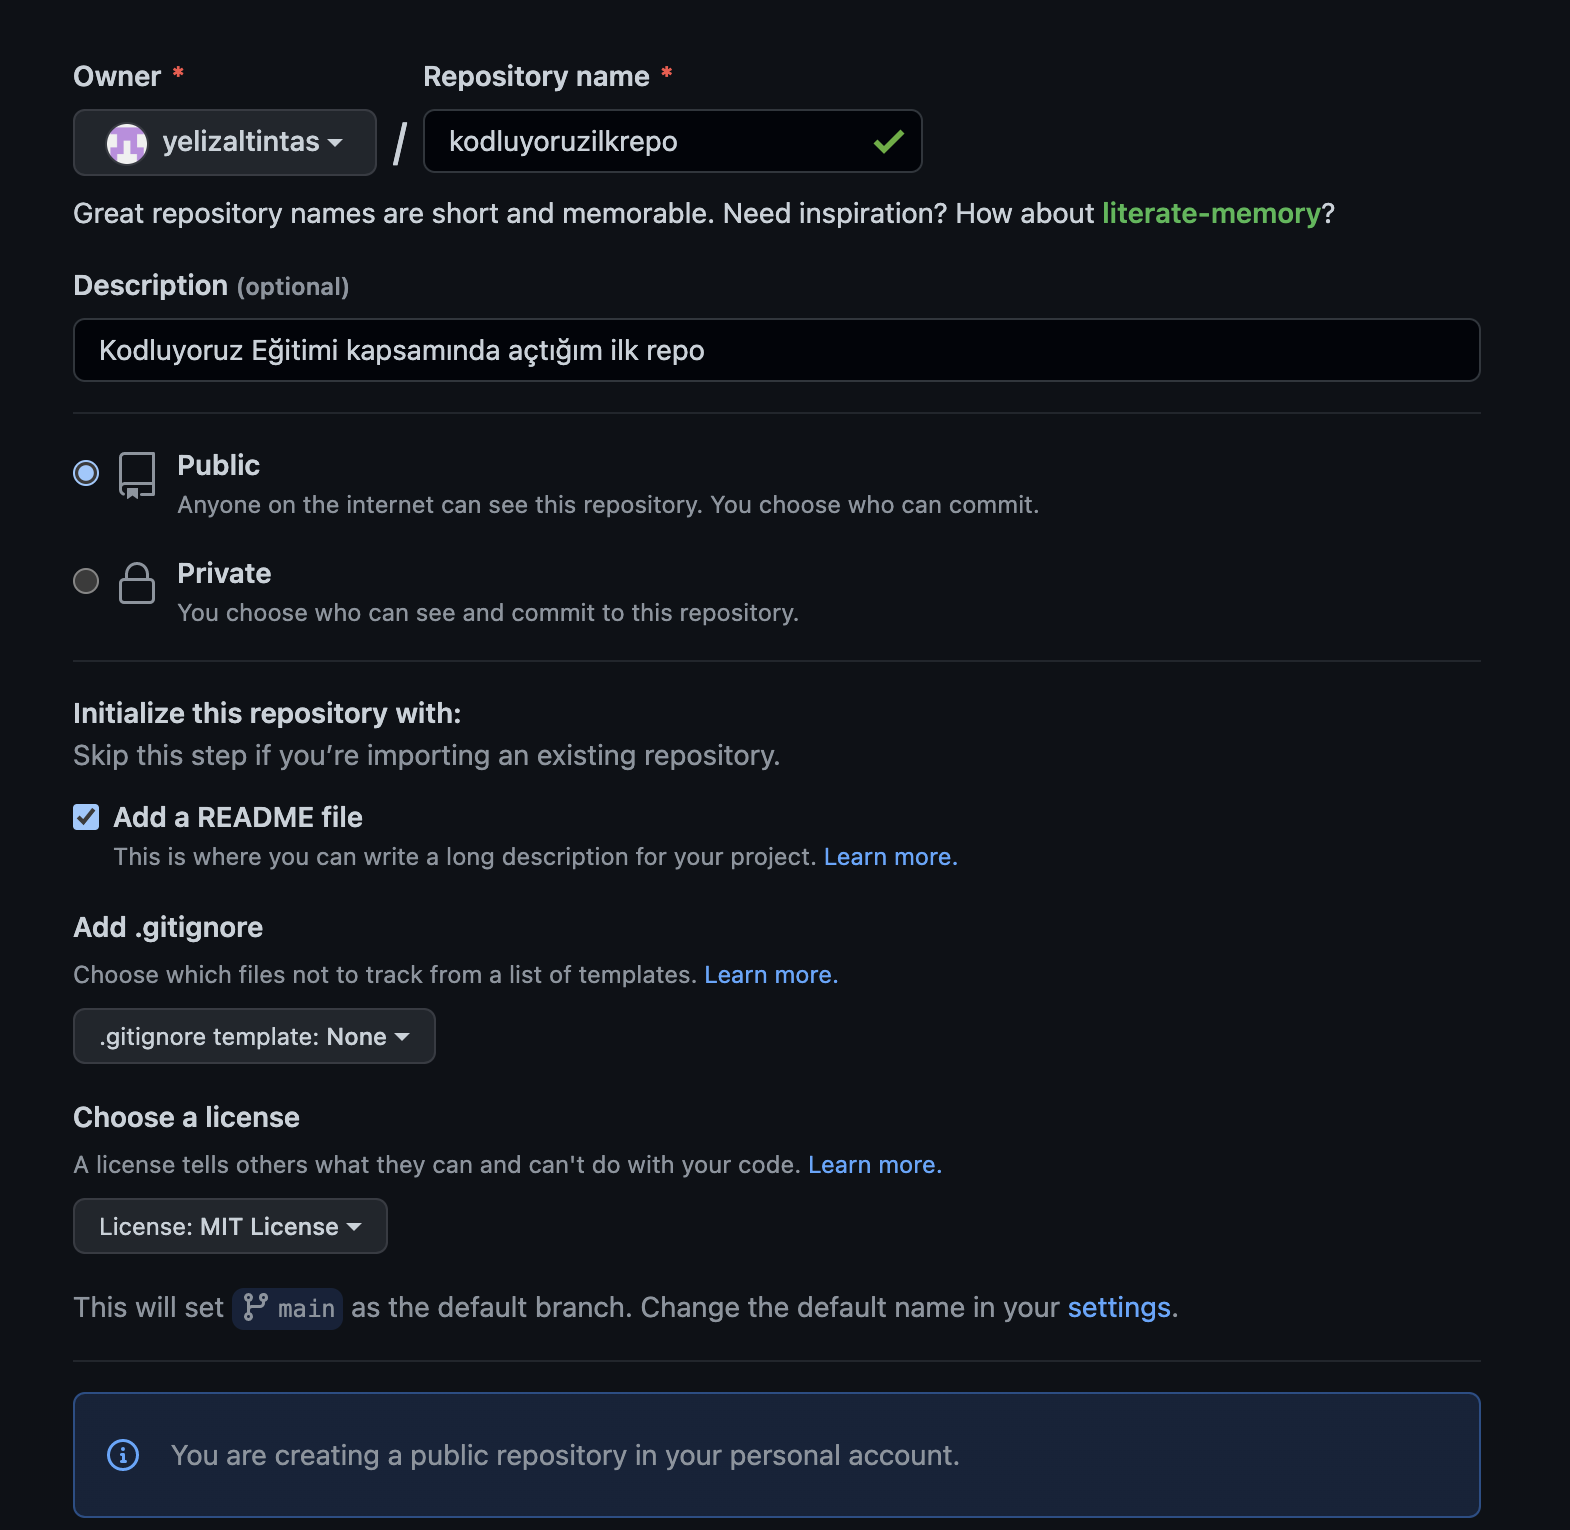 Owner *
Repository name *
yelizaltintas
/
kodluyoruzilkrepo
Great repository names are short and memorable. Need inspiration? How about literate-memory?
Description (optional)
Kodluyoruz Eğitimi kapsamında açtığım ilk repo
Public
Anyone on the internet can see this repository. You choose who can commit.
Private
You choose who can see and commit to this repository.
Initialize this repository with:
Skip this step if you’re importing an existing repository.
Add a README file
This is where you can write a long description for your project. Learn more.
Add .gitignore
Choose which files not to track from a list of templates. Learn more.
.gitignore template: None
Choose a license
A license tells others what they can and can't do with your code. Learn more.
License: MIT License
This will set main as the default branch. Change the default name in your settings.
You are creating a public repository in your personal account.